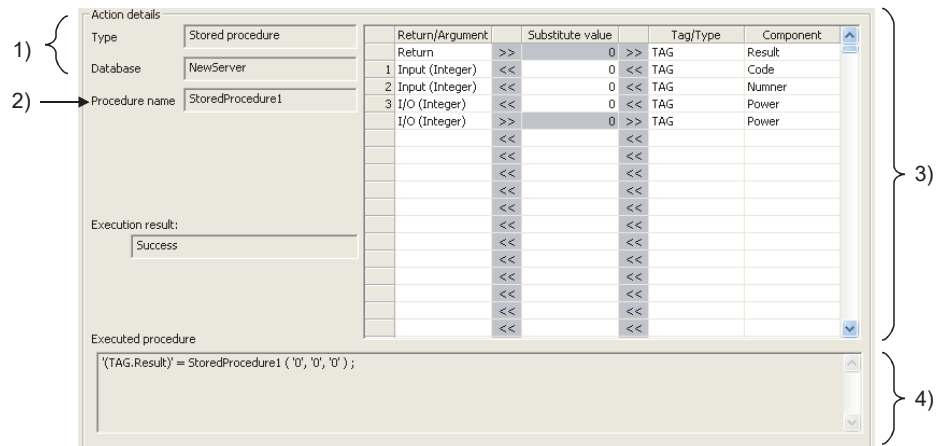 Action details
1)
Type Stored procedure
Database NewServer
2)
Procedure name StoredProcedure1
Execution result:
Success
Return/Argument Substitute value Tag/Type Component
Return >> 0 >> TAG Result
1 Input (Integer) << 0 << TAG Code
2 Input (Integer) << 0 << TAG Numner
3 I/O (Integer) << 0 << TAG Power
I/O (Integer) >> 0 >> TAG Power
<< <<
<< <<
<< <<
<< <<
<< <<
<< <<
<< <<
<< <<
<< <<
<< <<
<< <<
<< <<
3)
Executed procedure
'(TAG.Result)' = StoredProcedure1 ( '0', '0', '0' ) ;
4)